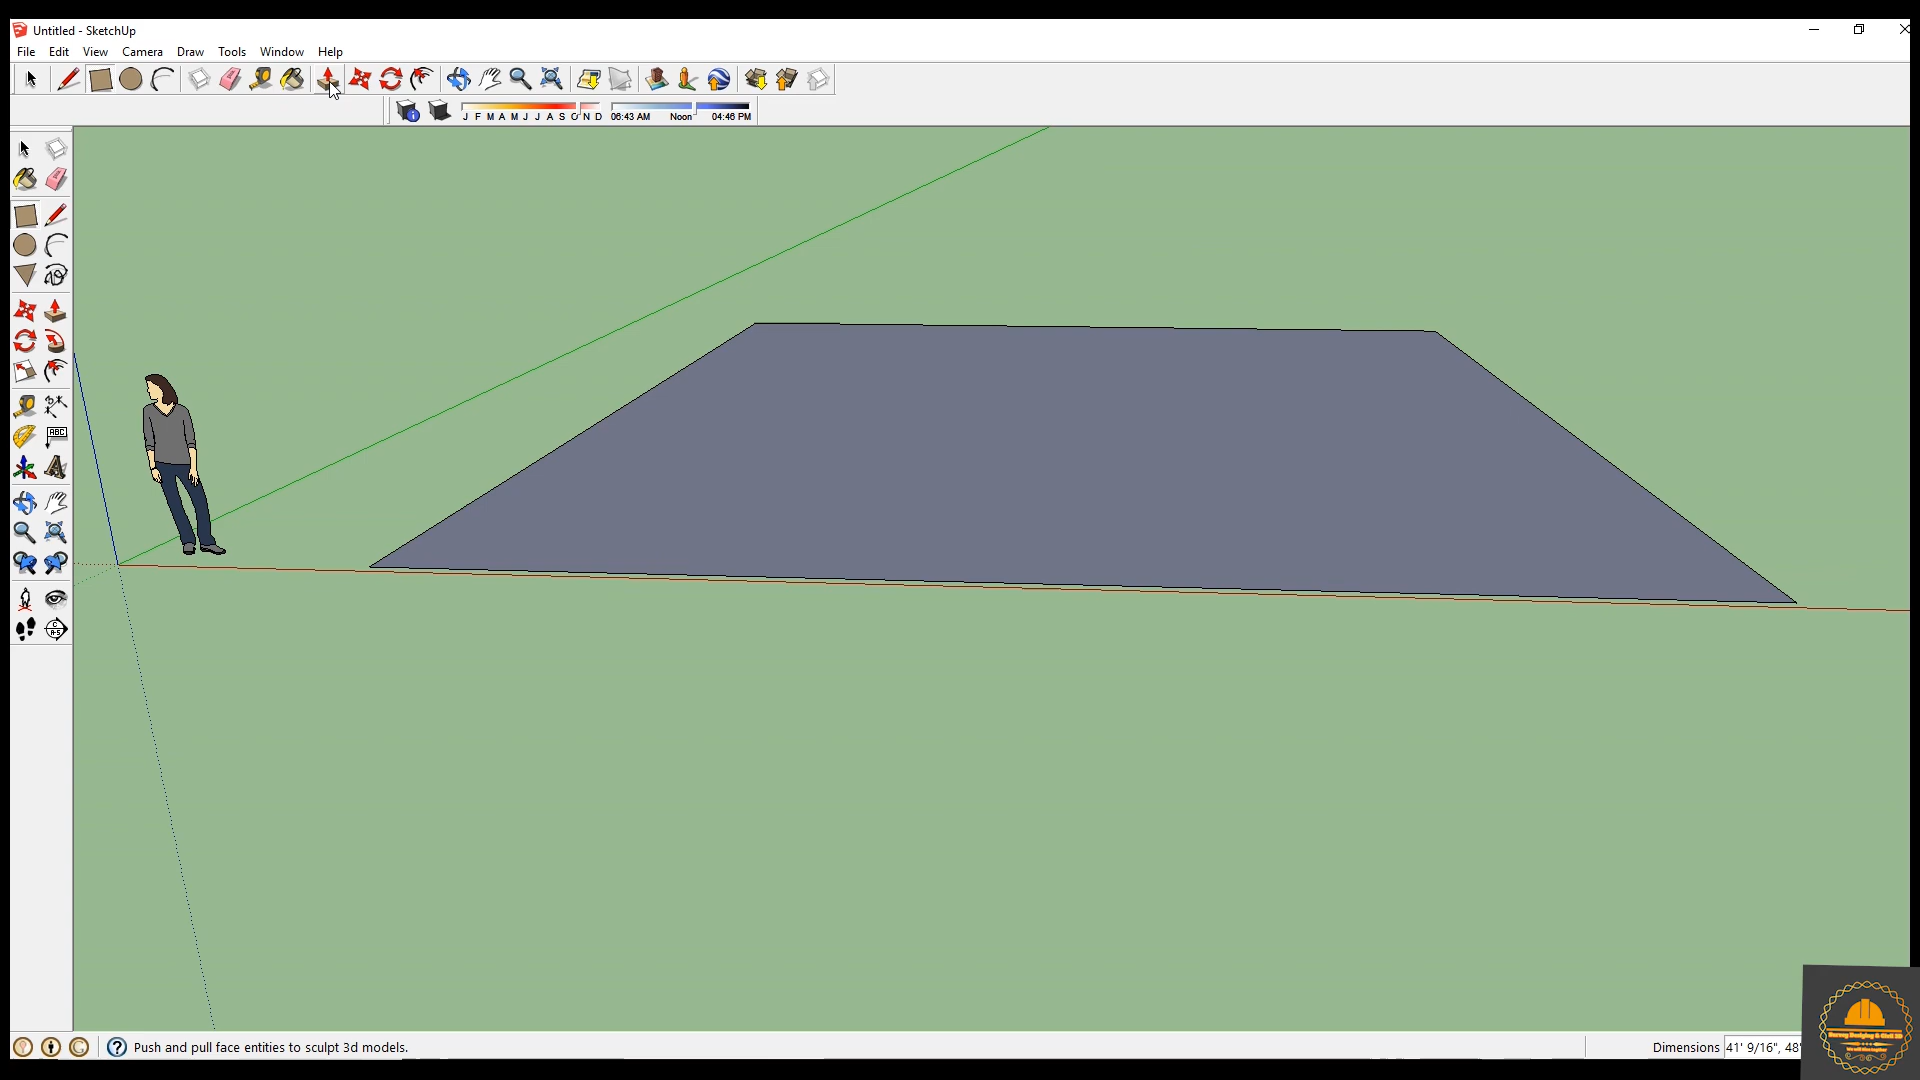 Untitled - SketchUp
File Edit View Camera Draw Tools Window Help
J F M A M J J A S O N D 06:43 AM Noon 04:46 PM
ABC
Push and pull face entities to sculpt 3d models.
Dimensions 41' 9/16", 48'